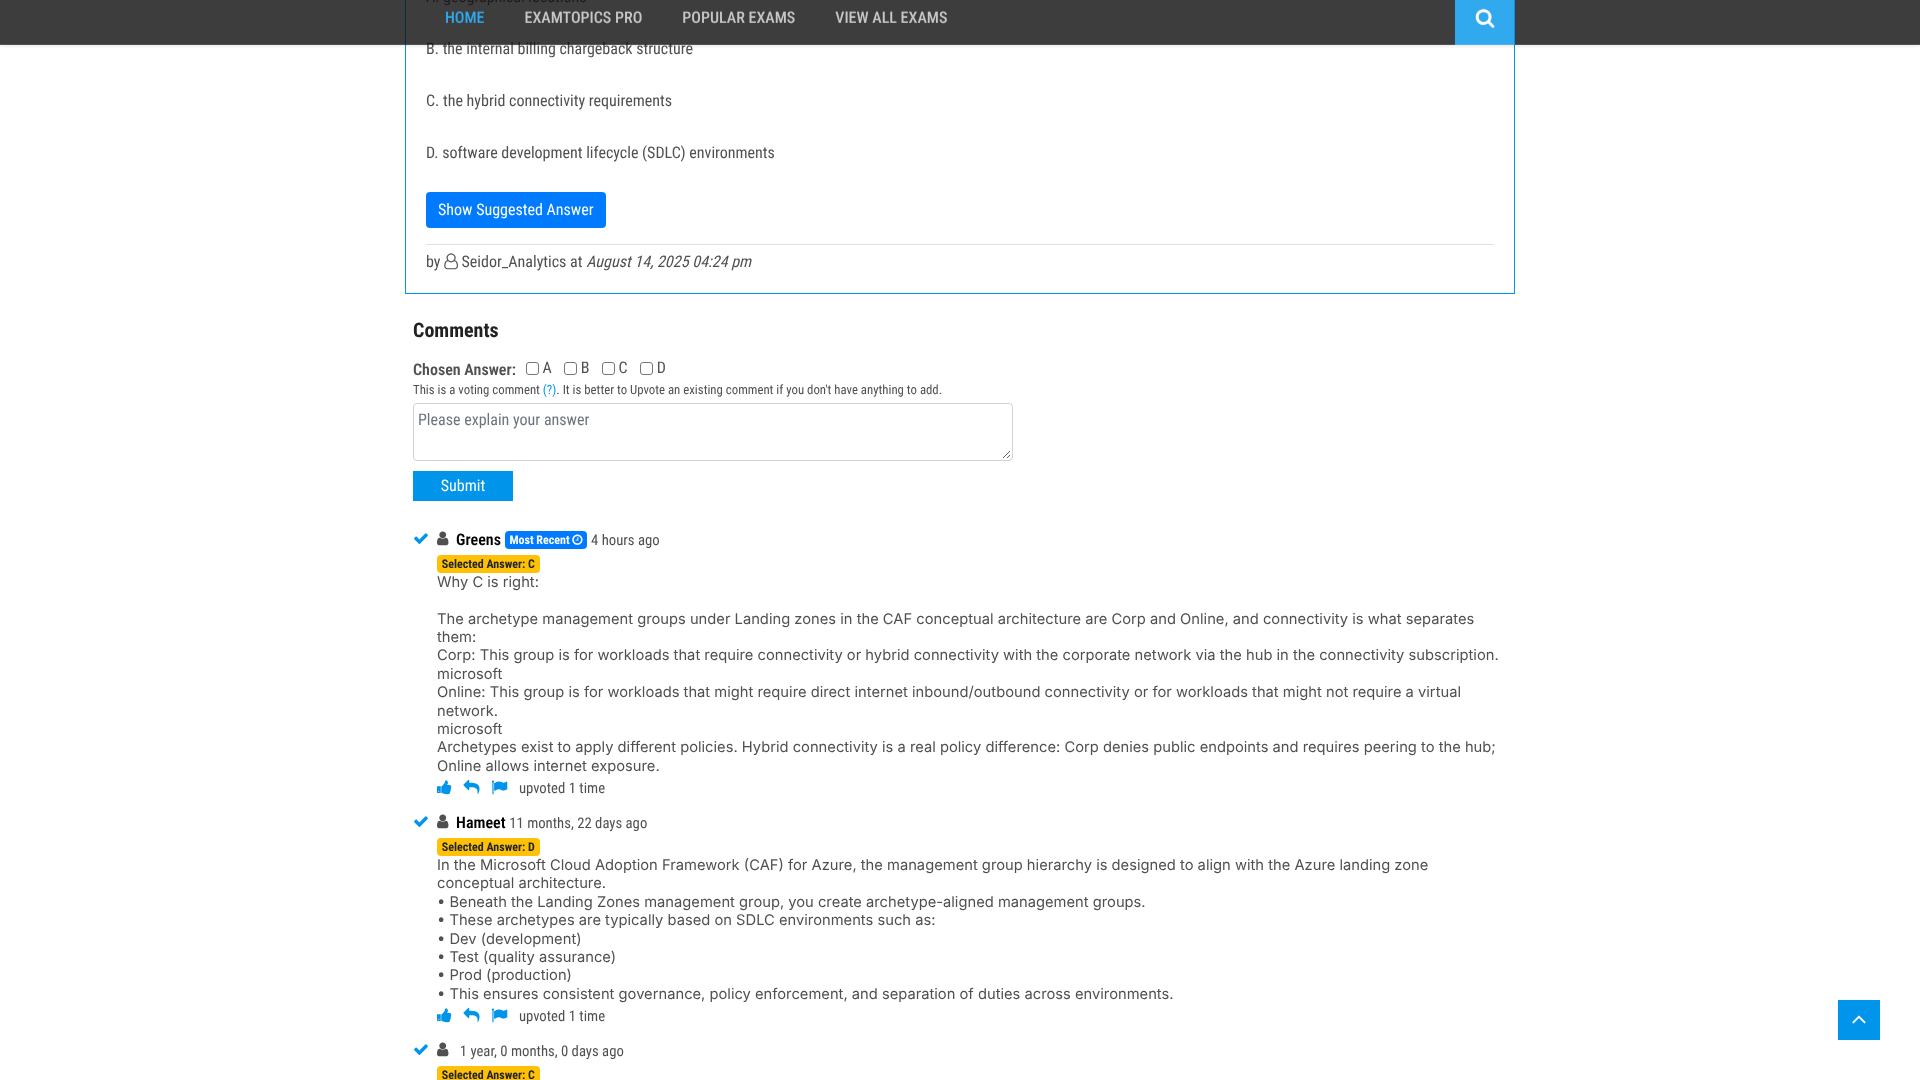 A. geographical locations
HOME EXAMTOPICS PRO POPULAR EXAMS VIEW ALL EXAMS
B. the internal billing chargeback structure
C. the hybrid connectivity requirements
D. software development lifecycle (SDLC) environments
Show Suggested Answer
by Seidor_Analytics at August 14, 2025 04:24 pm
Comments
Chosen Answer: A B C D
This is a voting comment (?). It is better to Upvote an existing comment if you don't have anything to add.
Please explain your answer
Submit
Greens Most Recent 4 hours ago
Selected Answer: C
Why C is right:
The archetype management groups under Landing zones in the CAF conceptual architecture are Corp and Online, and connectivity is what separates
them:
Corp: This group is for workloads that require connectivity or hybrid connectivity with the corporate network via the hub in the connectivity subscription.
microsoft
Online: This group is for workloads that might require direct internet inbound/outbound connectivity or for workloads that might not require a virtual
network.
microsoft
Archetypes exist to apply different policies. Hybrid connectivity is a real policy difference: Corp denies public endpoints and requires peering to the hub;
Online allows internet exposure.
upvoted 1 time
Hameet 11 months, 22 days ago
Selected Answer: D
In the Microsoft Cloud Adoption Framework (CAF) for Azure, the management group hierarchy is designed to align with the Azure landing zone
conceptual architecture.
• Beneath the Landing Zones management group, you create archetype-aligned management groups.
• These archetypes are typically based on SDLC environments such as:
• Dev (development)
• Test (quality assurance)
• Prod (production)
• This ensures consistent governance, policy enforcement, and separation of duties across environments.
upvoted 1 time
1 year, 0 months, 0 days ago
Selected Answer: C